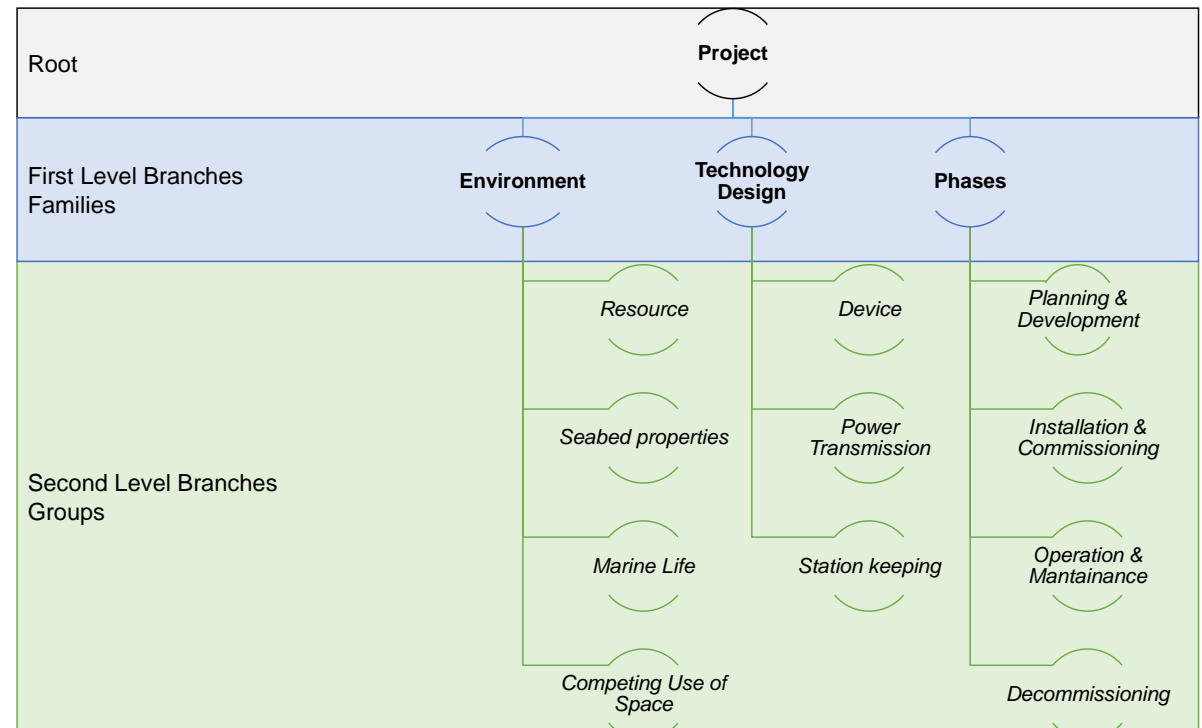 Root
Project
First Level Branches
Families
Environment
Technology
Design
Phases
Second Level Branches
Groups
Resource
Device
Planning &
Development
Seabed properties
Power
Transmission
Installation &
Commissioning
Marine Life
Station keeping
Operation &
Mantainance
Competing Use of
Space
Decommissioning